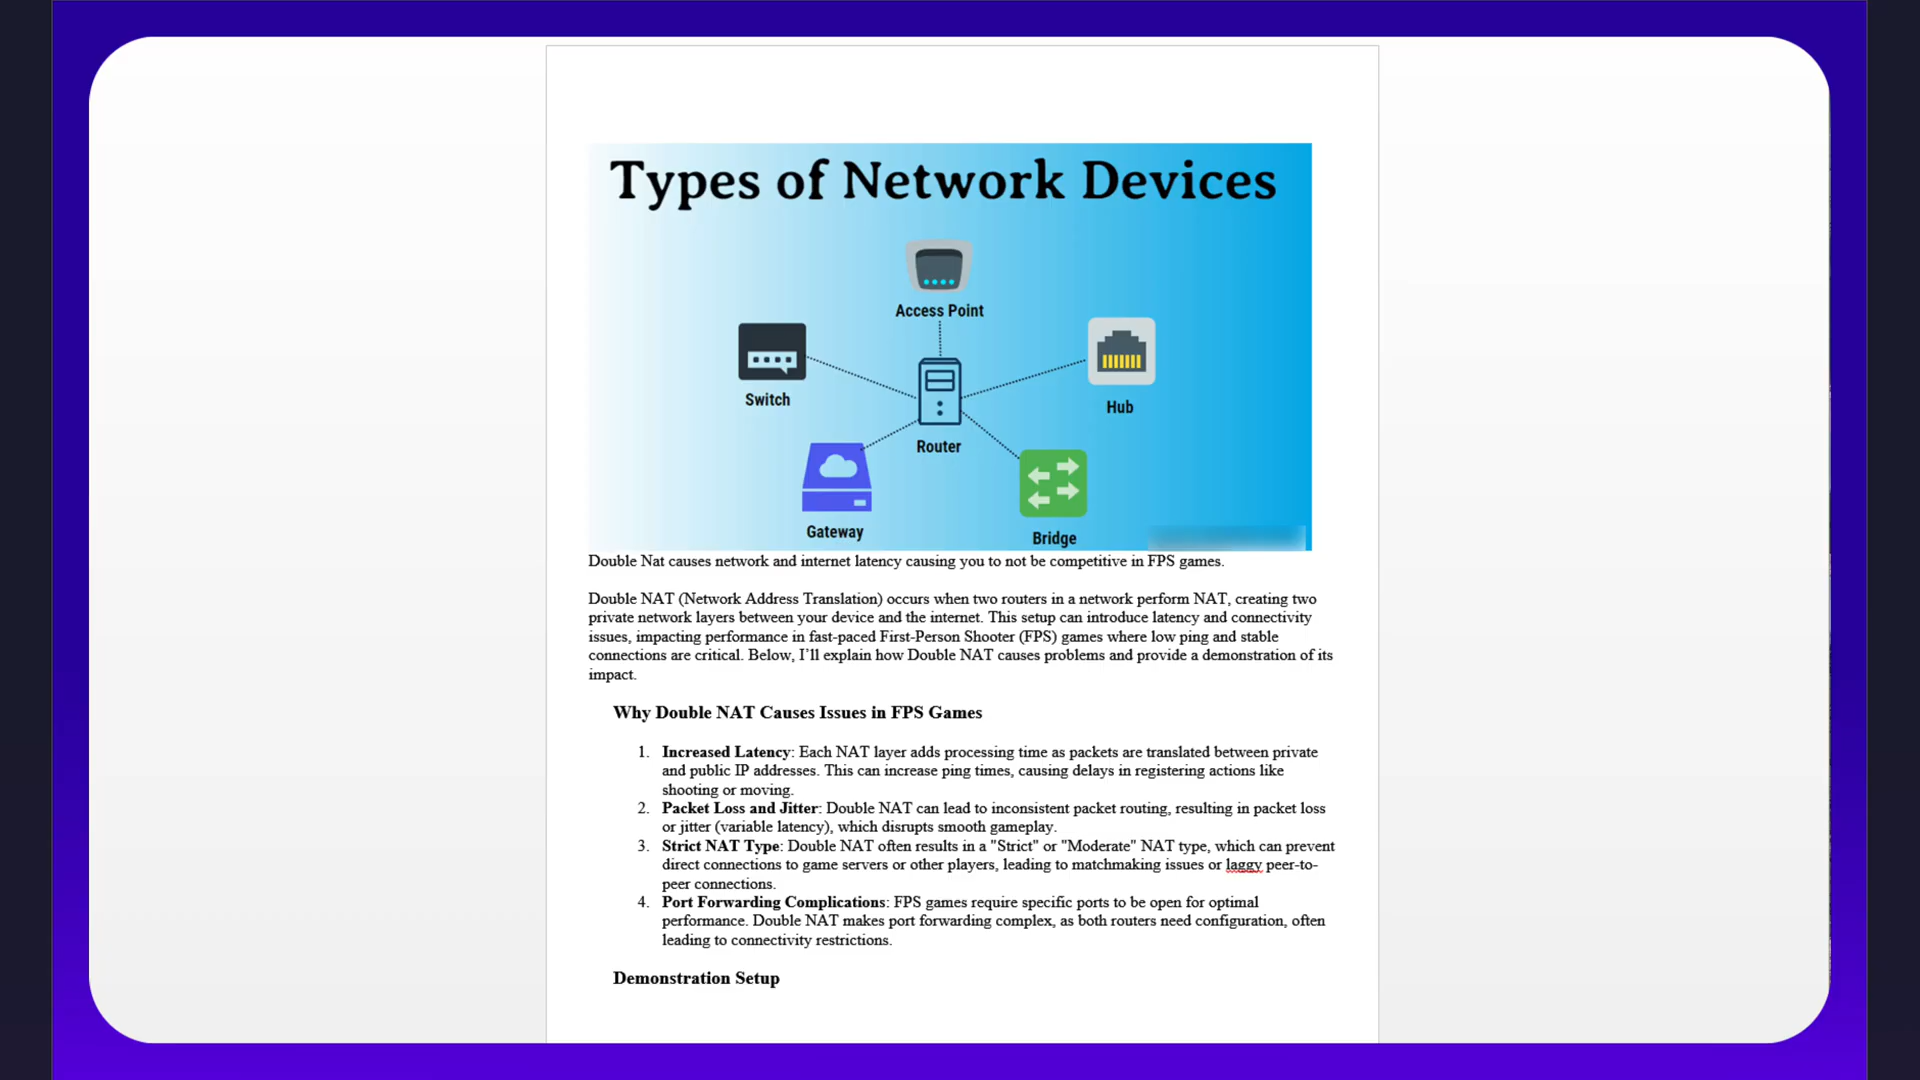 Types of Network Devices
Access Point
Switch
Hub
Router
Gateway
Bridge
Double Nat causes network and internet latency causing you to not be competitive in FPS games.
Double NAT (Network Address Translation) occurs when two routers in a network perform NAT, creating two
private network layers between your device and the internet. This setup can introduce latency and connectivity
issues, impacting performance in fast-paced First-Person Shooter (FPS) games where low ping and stable
connections are critical. Below, I’ll explain how Double NAT causes problems and provide a demonstration of its
impact.
Why Double NAT Causes Issues in FPS Games
1. Increased Latency: Each NAT layer adds processing time as packets are translated between private
and public IP addresses. This can increase ping times, causing delays in registering actions like
shooting or moving.
2. Packet Loss and Jitter: Double NAT can lead to inconsistent packet routing, resulting in packet loss
or jitter (variable latency), which disrupts smooth gameplay.
3. Strict NAT Type: Double NAT often results in a "Strict" or "Moderate" NAT type, which can prevent
direct connections to game servers or other players, leading to matchmaking issues or laggy peer-to-
peer connections.
4. Port Forwarding Complications: FPS games require specific ports to be open for optimal
performance. Double NAT makes port forwarding complex, as both routers need configuration, often
leading to connectivity restrictions.
Demonstration Setup